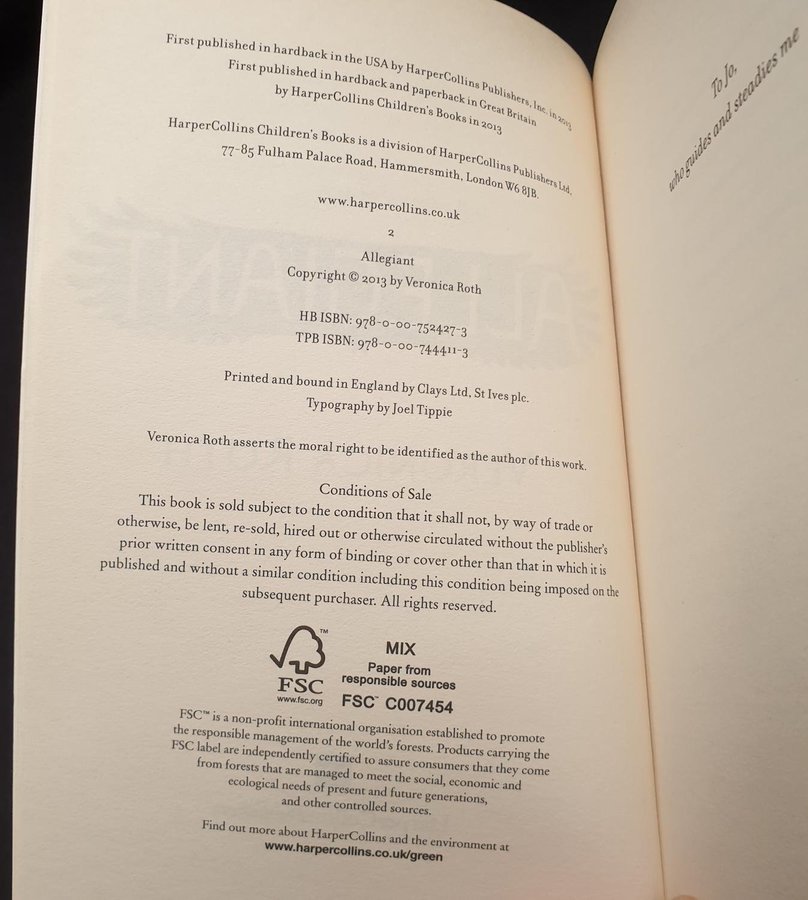 First published in hardback in the USA by HarperCollins Publishers, Inc. in 2013
First published in hardback and paperback in Great Britain
by HarperCollins Children's Books in 2013
HarperCollins Children's Books is a division of HarperCollins Publishers Ltd,
77-85 Fulham Palace Road, Hammersmith, London W6 8JB.
www.harpercollins.co.uk
2
Allegiant
Copyright © 2013 by Veronica Roth
HB ISBN: 978-0-00-752427-3
TPB ISBN: 978-0-00-744411-3
Printed and bound in England by Clays Ltd, St Ives plc.
Typography by Joel Tippie
Veronica Roth asserts the moral right to be identified as the author of this work.
Conditions of Sale
This book is sold subject to the condition that it shall not, by way of trade or
otherwise, be lent, re-sold, hired out or otherwise circulated without the publisher's
prior written consent in any form of binding or cover other than that in which it is
published and without a similar condition including this condition being imposed on the
subsequent purchaser. All rights reserved.
TM
FSC
www.fsc.org
MIX
Paper from
responsible sources
FSC™ C007454
FSC™ is a non-profit international organisation established to promote
the responsible management of the world's forests. Products carrying the
FSC label are independently certified to assure consumers that they come
from forests that are managed to meet the social, economic and
ecological needs of present and future generations,
and other controlled sources.
Find out more about HarperCollins and the environment at
www.harpercollins.co.uk/green
To Jo,
who guides and steadies me